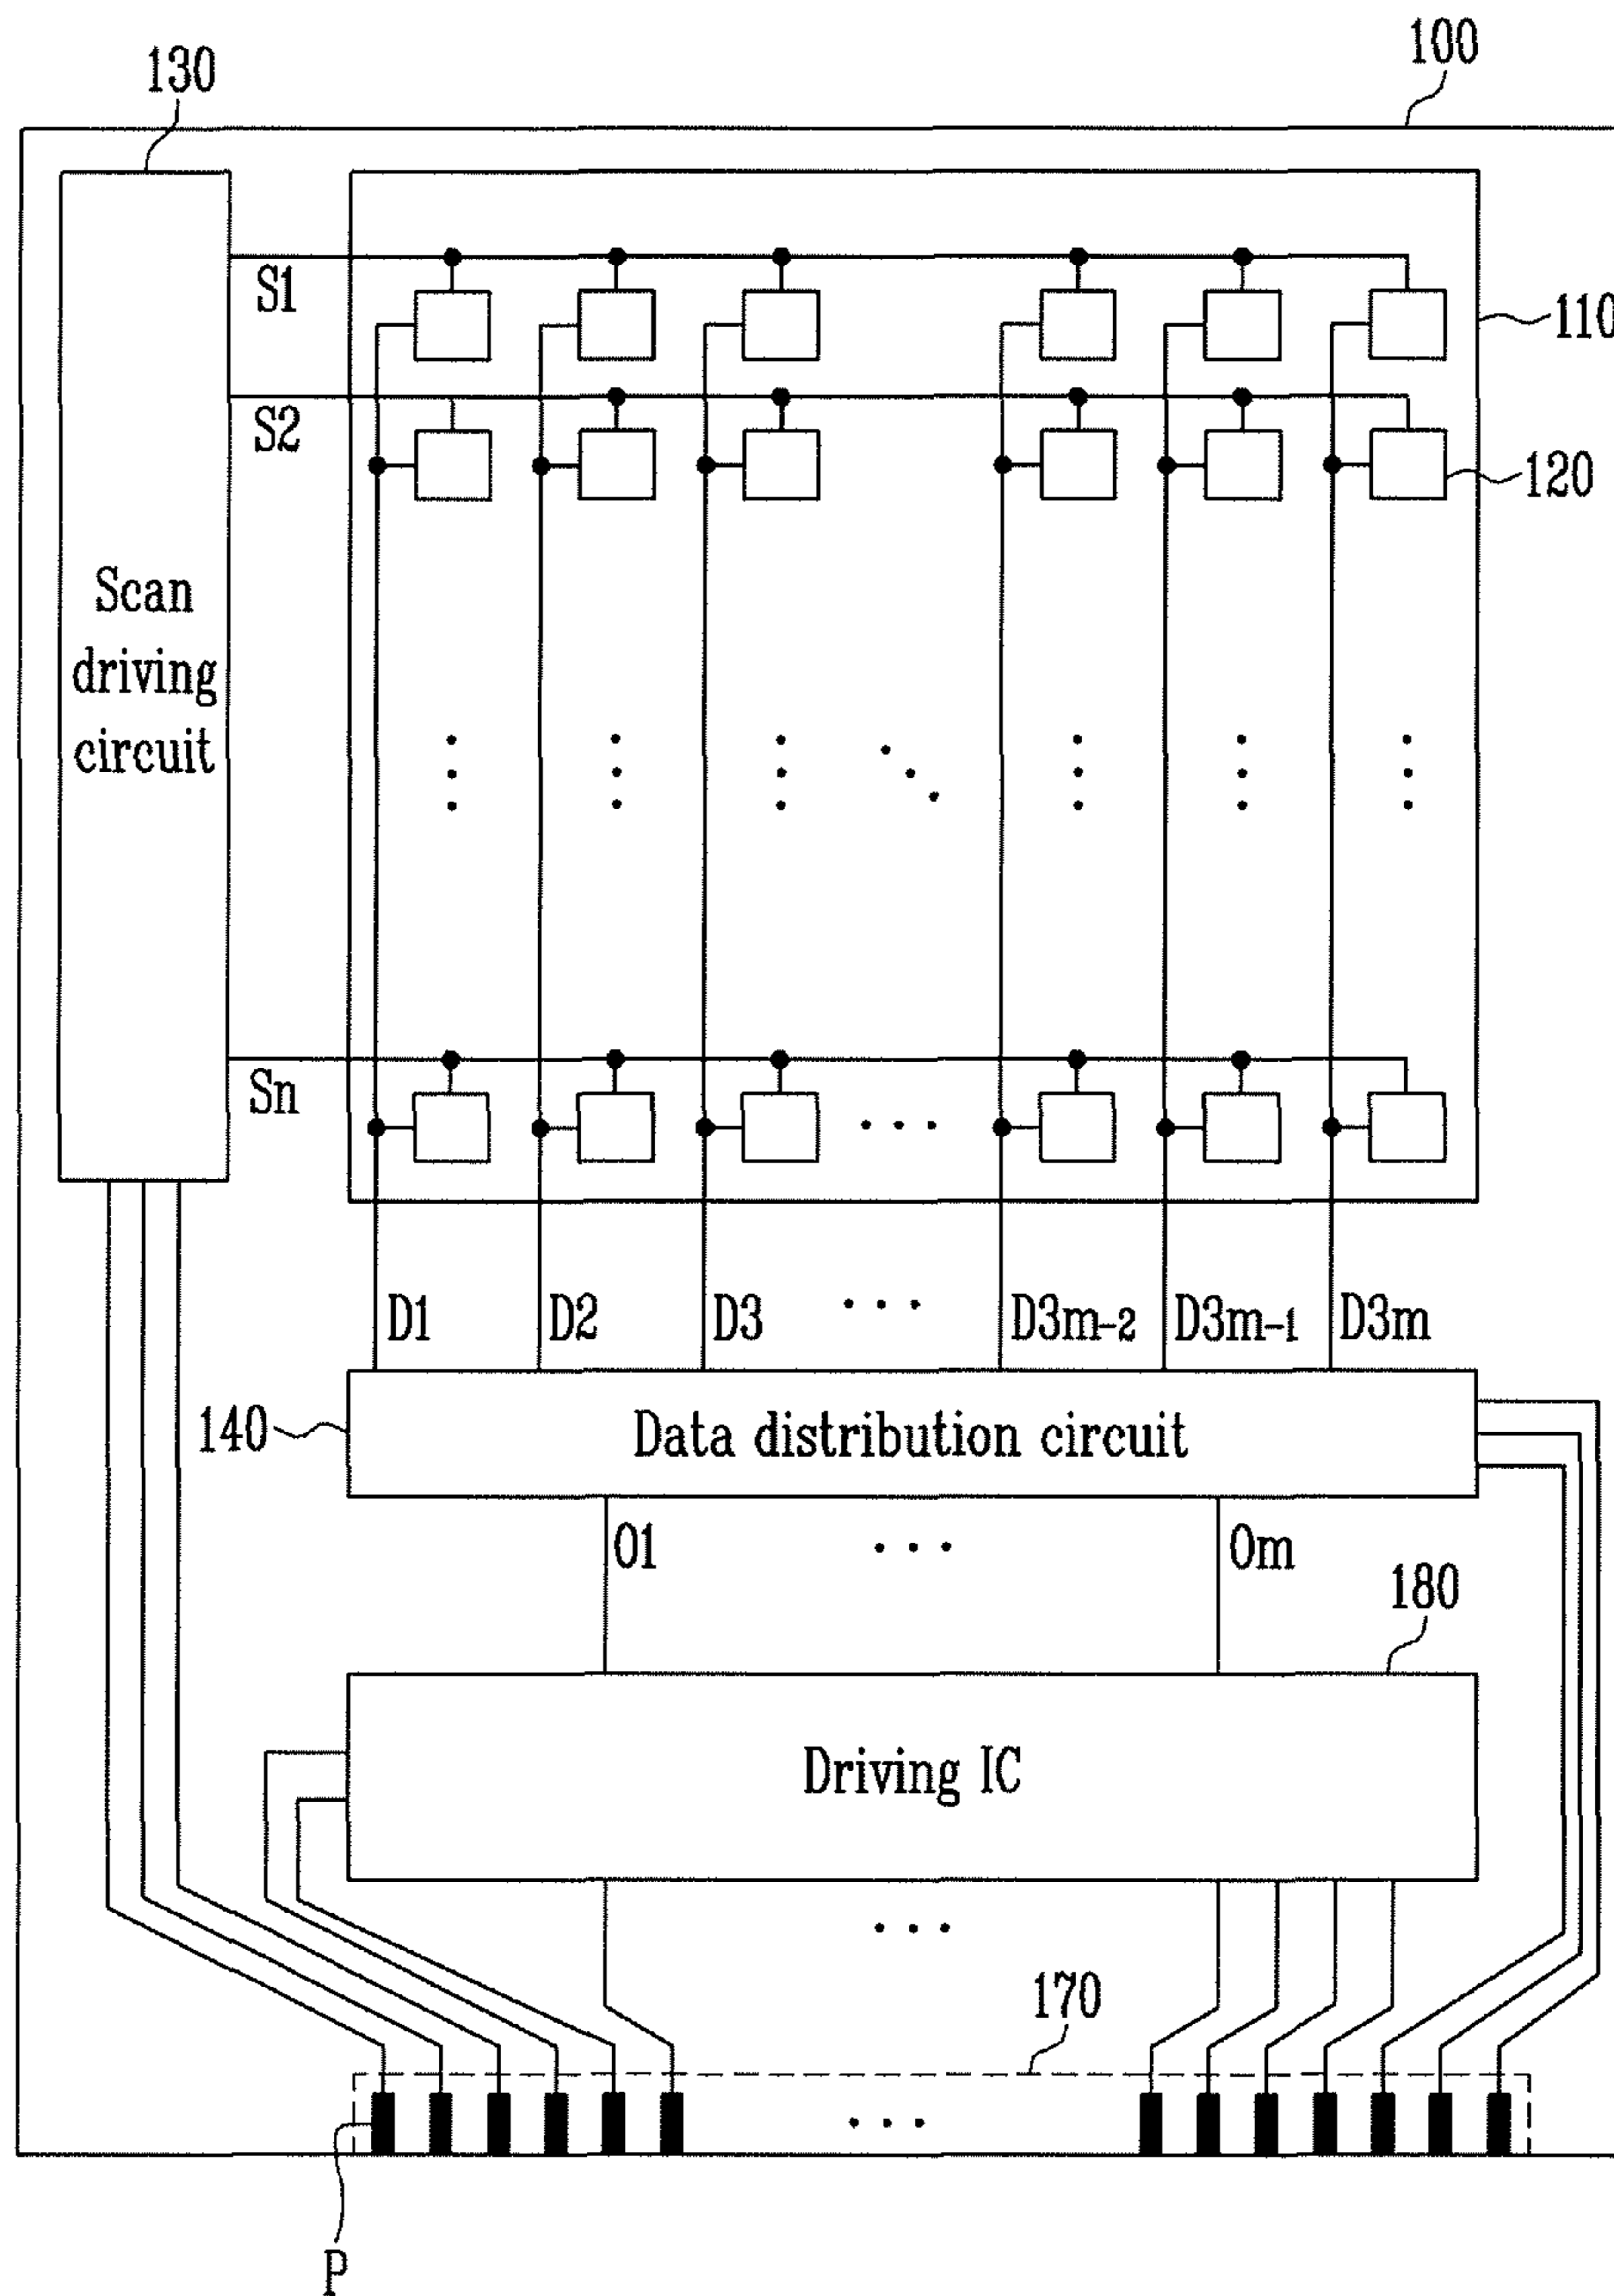 100
130
S1
110
S2
120
Scan
driving
circuit
Sn
D1 D2 D3 D3m-2 D3m-1 D3m
140
Data distribution circuit
O1 Om
180
Driving IC
170
P